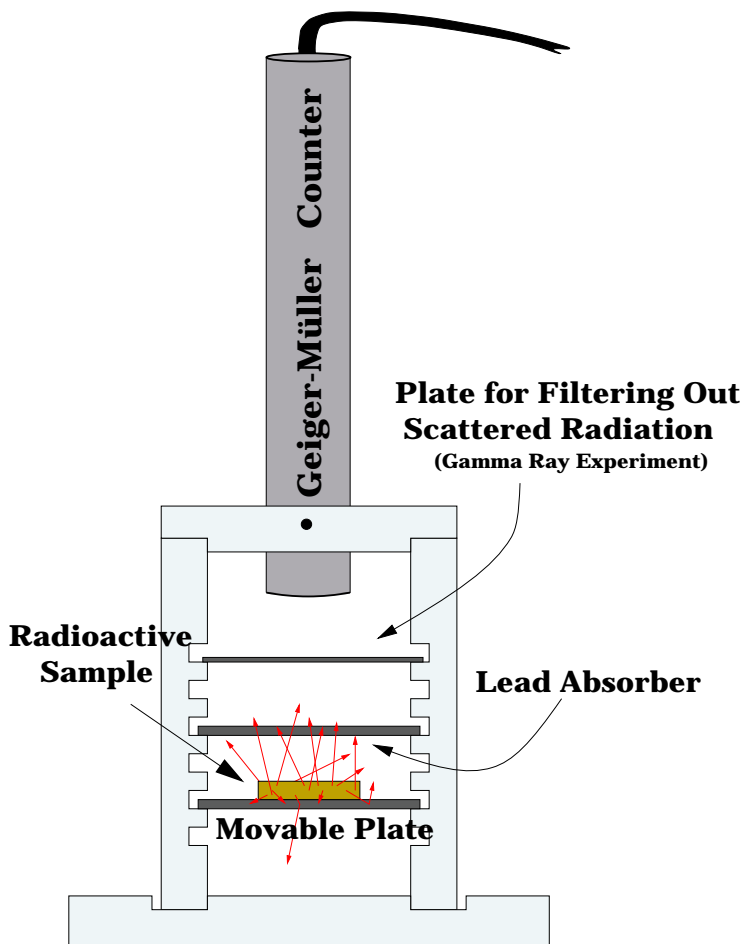 Geiger-Müller Counter
Plate for Filtering Out
Scattered Radiation
(Gamma Ray Experiment)
Radioactive
Sample
Lead Absorber
Movable Plate